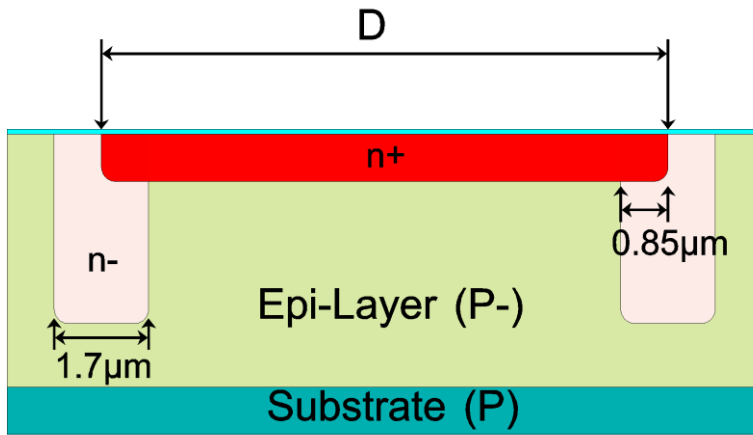 D
n+
n-
0.85μm
Epi-Layer (P-)
1.7μm
Substrate (P)